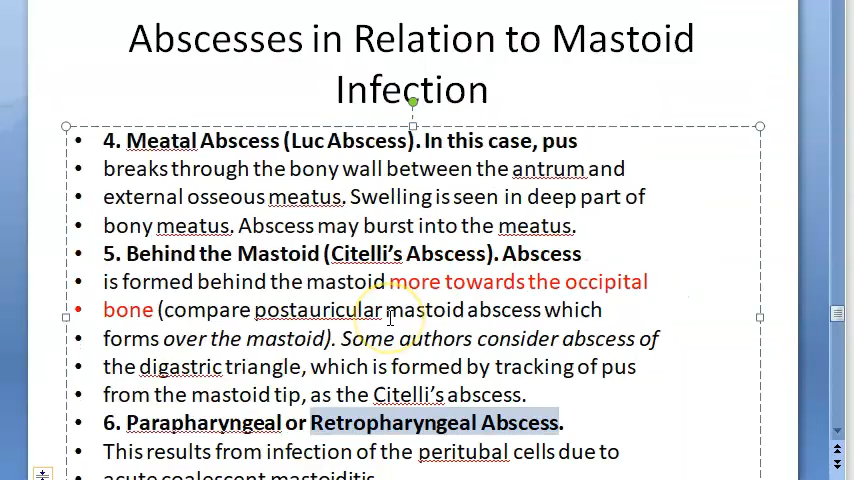 Abscesses in Relation to Mastoid
Infection
• 4. Meatal Abscess (Luc Abscess). In this case, pus
• breaks through the bony wall between the antrum and
• external osseous meatus. Swelling is seen in deep part of
• bony meatus. Abscess may burst into the meatus.
• 5. Behind the Mastoid (Citelli's Abscess). Abscess
• is formed behind the mastoid more towards the occipital
• bone (compare postauricular mastoid abscess which
• forms over the mastoid). Some authors consider abscess of
• the digastric triangle, which is formed by tracking of pus
• from the mastoid tip, as the Citelli's abscess.
• 6. Parapharyngeal or Retropharyngeal Abscess.
• This results from infection of the peritubal cells due to
acute coalescent mastoiditis